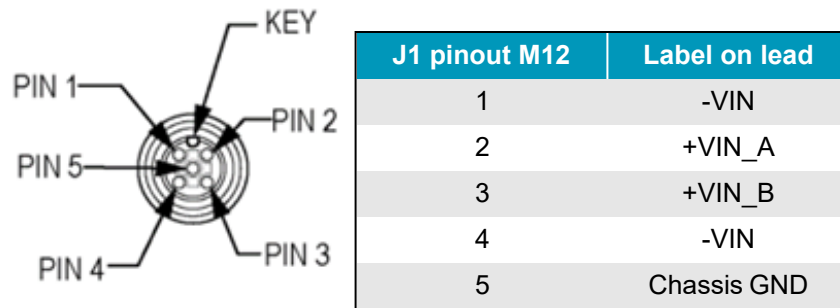 KEY
PIN 1
PIN 2
PIN 5
PIN 4
PIN 3
J1 pinout M12 Label on lead
1 -VIN
2 +VIN_A
3 +VIN_B
4 -VIN
5 Chassis GND